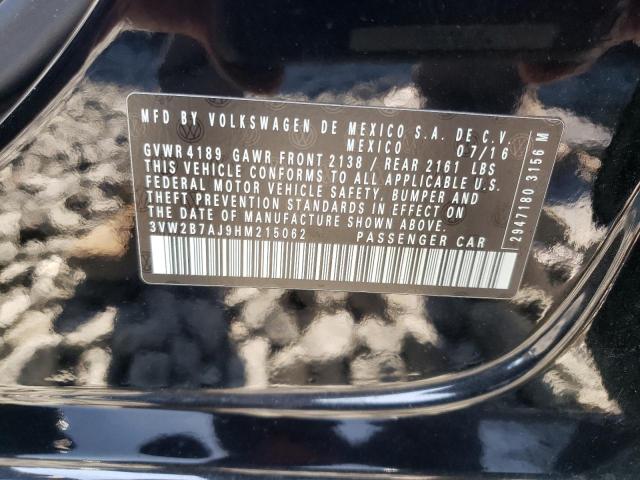 MFD BY VOLKSWAGEN DE MEXICO S.A. DE C.V.
MEXICO 07/16
GVWR 4189 GAWR FRONT 2138 / REAR 2161 LBS
THIS VEHICLE CONFORMS TO ALL APPLICABLE U.S.
FEDERAL MOTOR VEHICLE SAFETY, BUMPER AND
THEFT PREVENTION STANDARDS IN EFFECT ON
THE DATE OF MANUFACTURE SHOWN ABOVE.
3VW2B7AJ9HM215062 PASSENGER CAR
29471180 3156 M